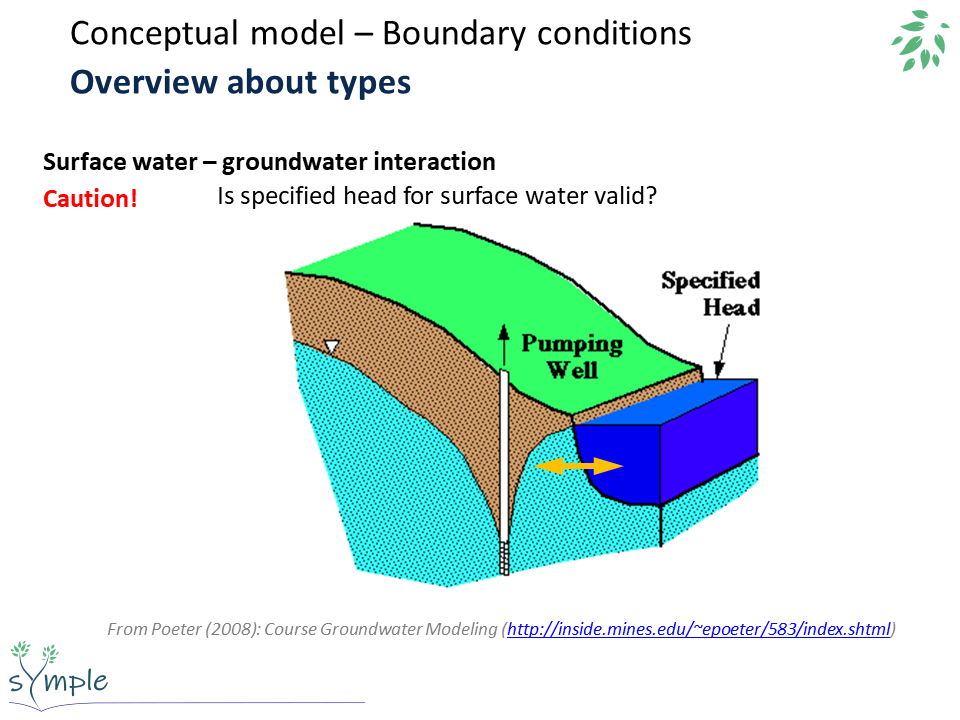 Conceptual model – Boundary conditions
Overview about types
Surface water – groundwater interaction
Caution! Is specified head for surface water valid?
Specified
Head
Pumping
Well
From Poeter (2008): Course Groundwater Modeling (http://inside.mines.edu/~epoeter/583/index.shtml)
sYmple